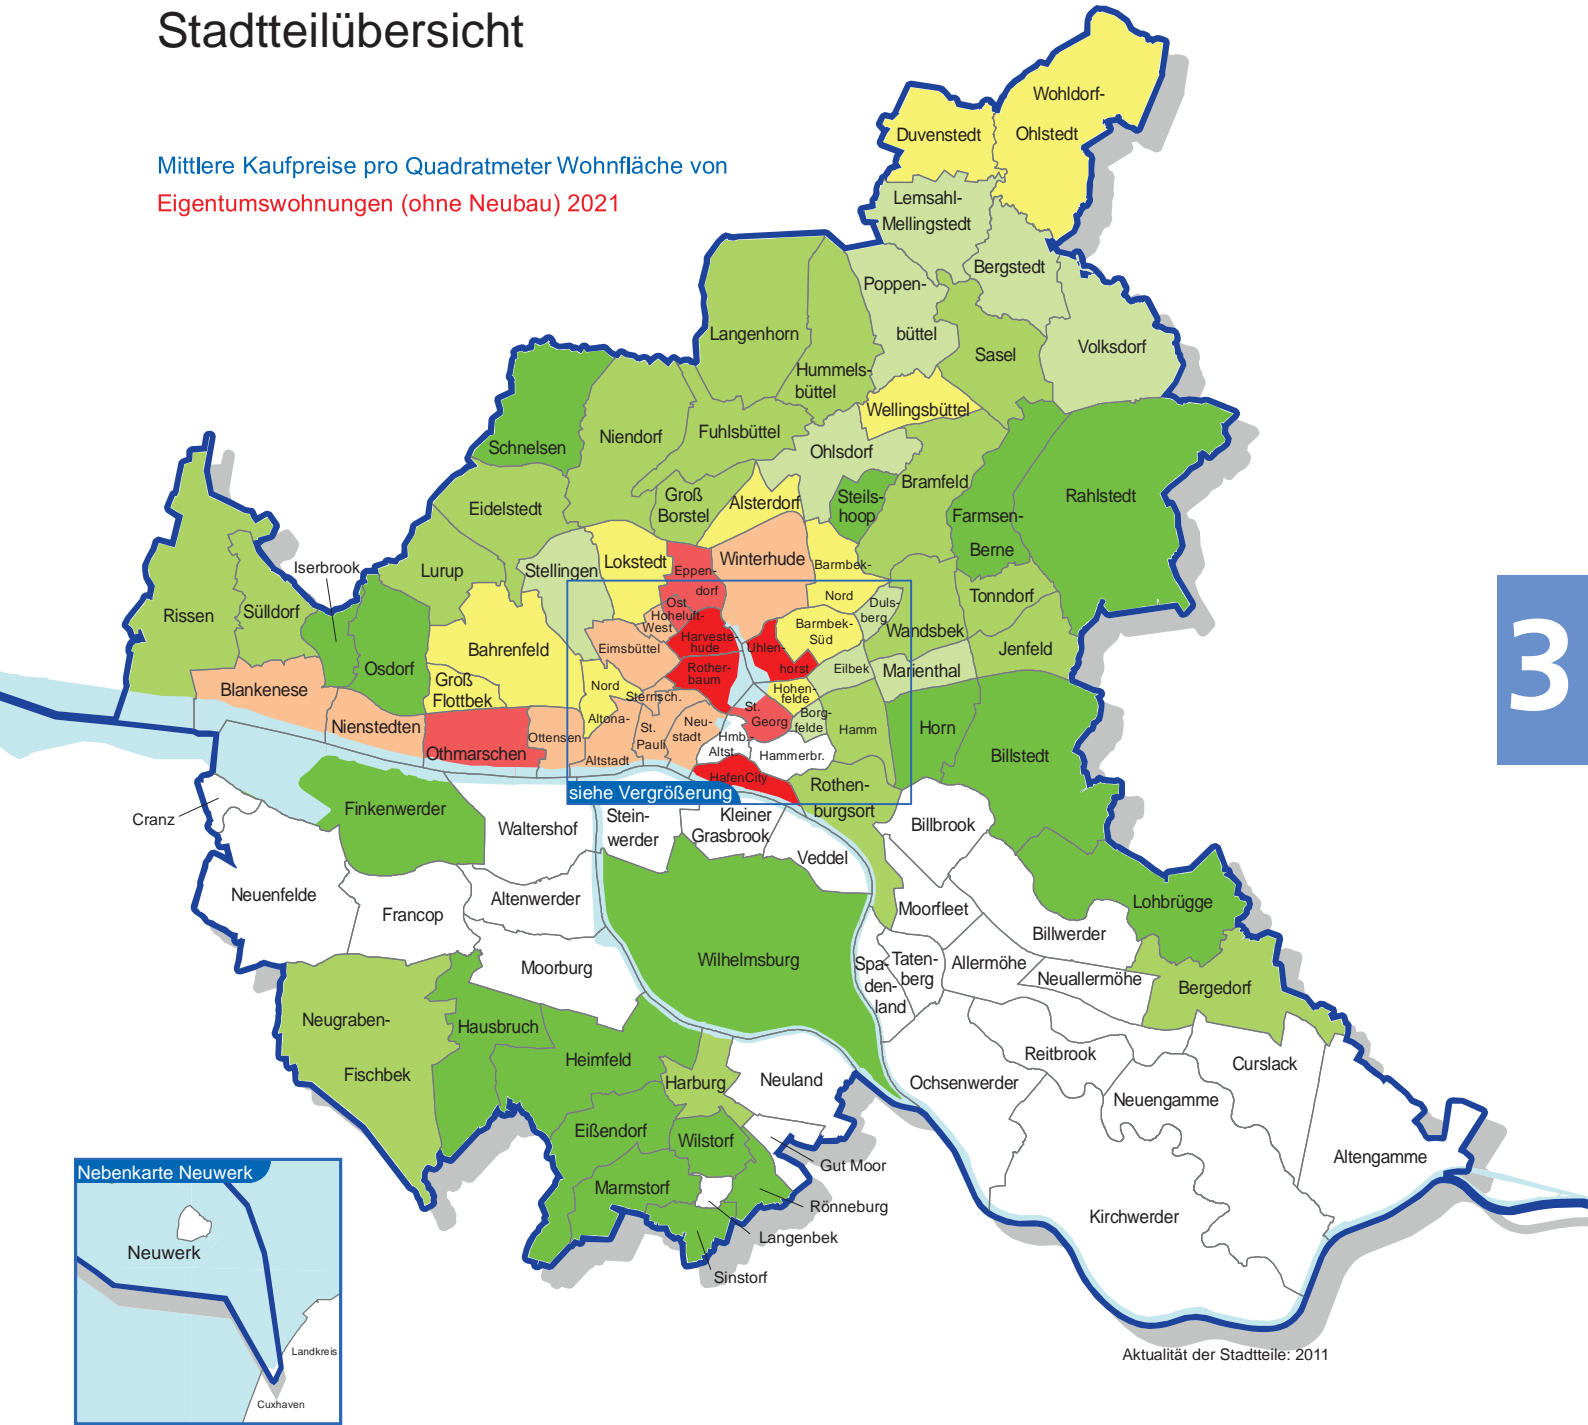 Stadtteilübersicht
Mittlere Kaufpreise pro Quadratmeter Wohnfläche von
Eigentumswohnungen (ohne Neubau) 2021
Wohldorf-
Ohlstedt
Duvenstedt
Lemsahl-
Mellingstedt
Bergstedt
Poppen-
büttel
Volksdorf
Sasel
Langenhorn
Hummels-
büttel
Wellingsbüttel
Fuhlsbüttel
Niendorf
Schnelsen
Ohlsdorf
Bramfeld
Steils-
hoop
Rahlstedt
Farmsen-
Berne
Groß
Borstel
Alsterdorf
Eidelstedt
Lokstedt
Winterhude
Stellingen
Eppen-
dorf
Barmbek-
Nord
Lurup
Iserbrook
Rissen
Sülldorf
Osdorf
Bahrenfeld
Groß
Flottbek
Tonndorf
Jenfeld
Duls-
berg
Wandsbek
Marienthal
Ost
Hoheluft-
West
Harveste-
hude
Uhlen-
horst
Barmbek-
Süd
Eimsbüttel
Rother-
baum
Eilbek
Hohen-
felde
Nord
Altona-
Altstadt
Sternsch.
St.
Pauli
Neu-
stadt
St.
Georg
Borg-
felde
Hamm
Horn
Billstedt
Hmb.-
Altst.
Hammerbr.
Blankenese
Nienstedten
Othmarschen
Ottensen
HafenCity
siehe Vergrößerung
Rothen-
burgsort
3
Cranz
Finkenwerder
Waltershof
Stein-
werder
Kleiner
Grasbrook
Veddel
Billbrook
Neuenfelde
Francop
Altenwerder
Moorfleet
Lohbrügge
Billwerder
Moorburg
Wilhelmsburg
Spa-
den-
land
Taten-
berg
Allermöhe
Neuallermöhe
Bergedorf
Neugraben-
Fischbek
Hausbruch
Heimfeld
Harburg
Neuland
Reitbrook
Curslack
Ochsenwerder
Neuengamme
Eißendorf
Wilstorf
Gut Moor
Altengamme
Marmstorf
Rönneburg
Langenbek
Sinstorf
Kirchwerder
Nebenkarte Neuwerk
Neuwerk
Landkreis
Cuxhaven
Aktualität der Stadtteile: 2011